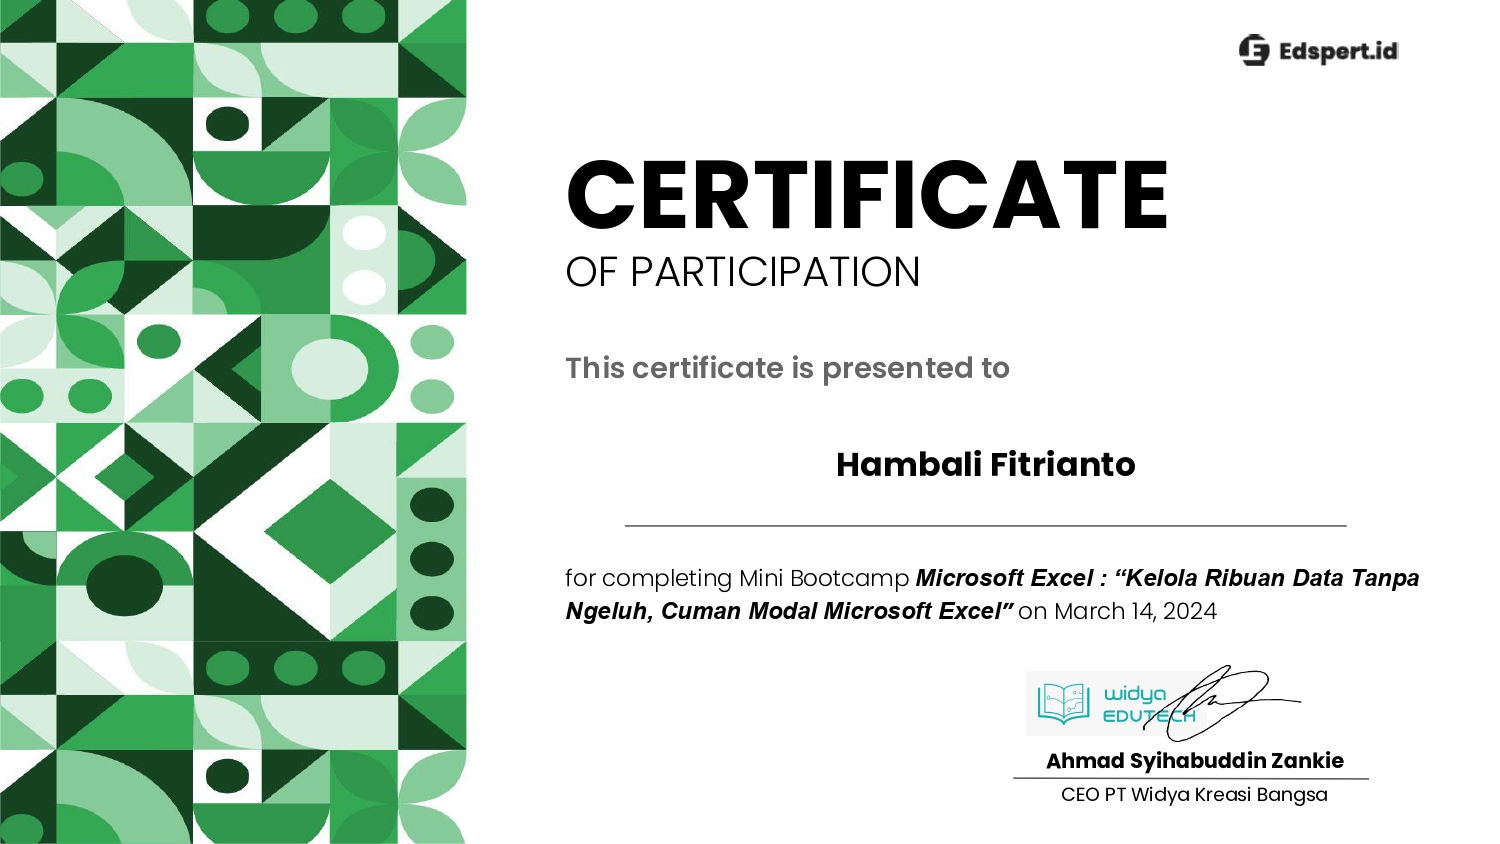 Edspert.id
CERTIFICATE
OF PARTICIPATION
This certificate is presented to
Hambali Fitrianto
for completing Mini Bootcamp Microsoft Excel : “Kelola Ribuan Data Tanpa
Ngeluh, Cuman Modal Microsoft Excel” on March 14, 2024
widya
EDUTECH
Ahmad Syihabuddin Zankie
CEO PT Widya Kreasi Bangsa